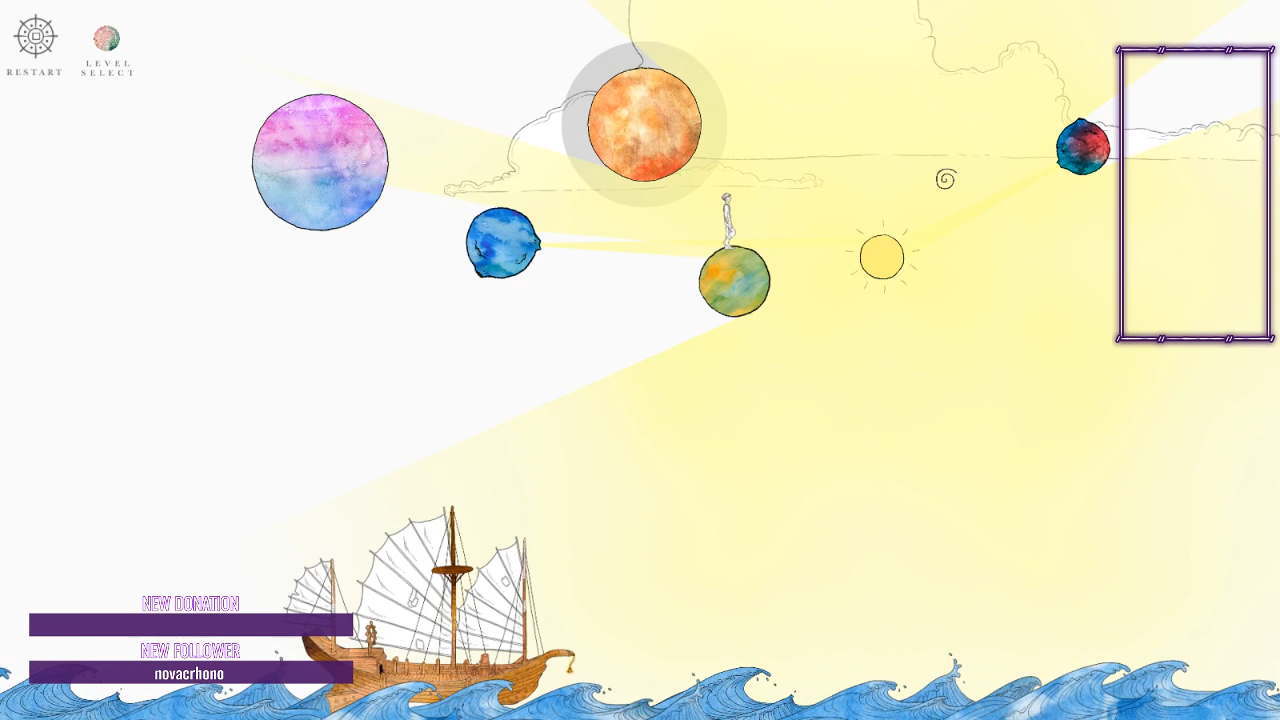 RESTART
LEVEL
SELECT
NEW DONATION
NEW FOLLOWER
novacrhono